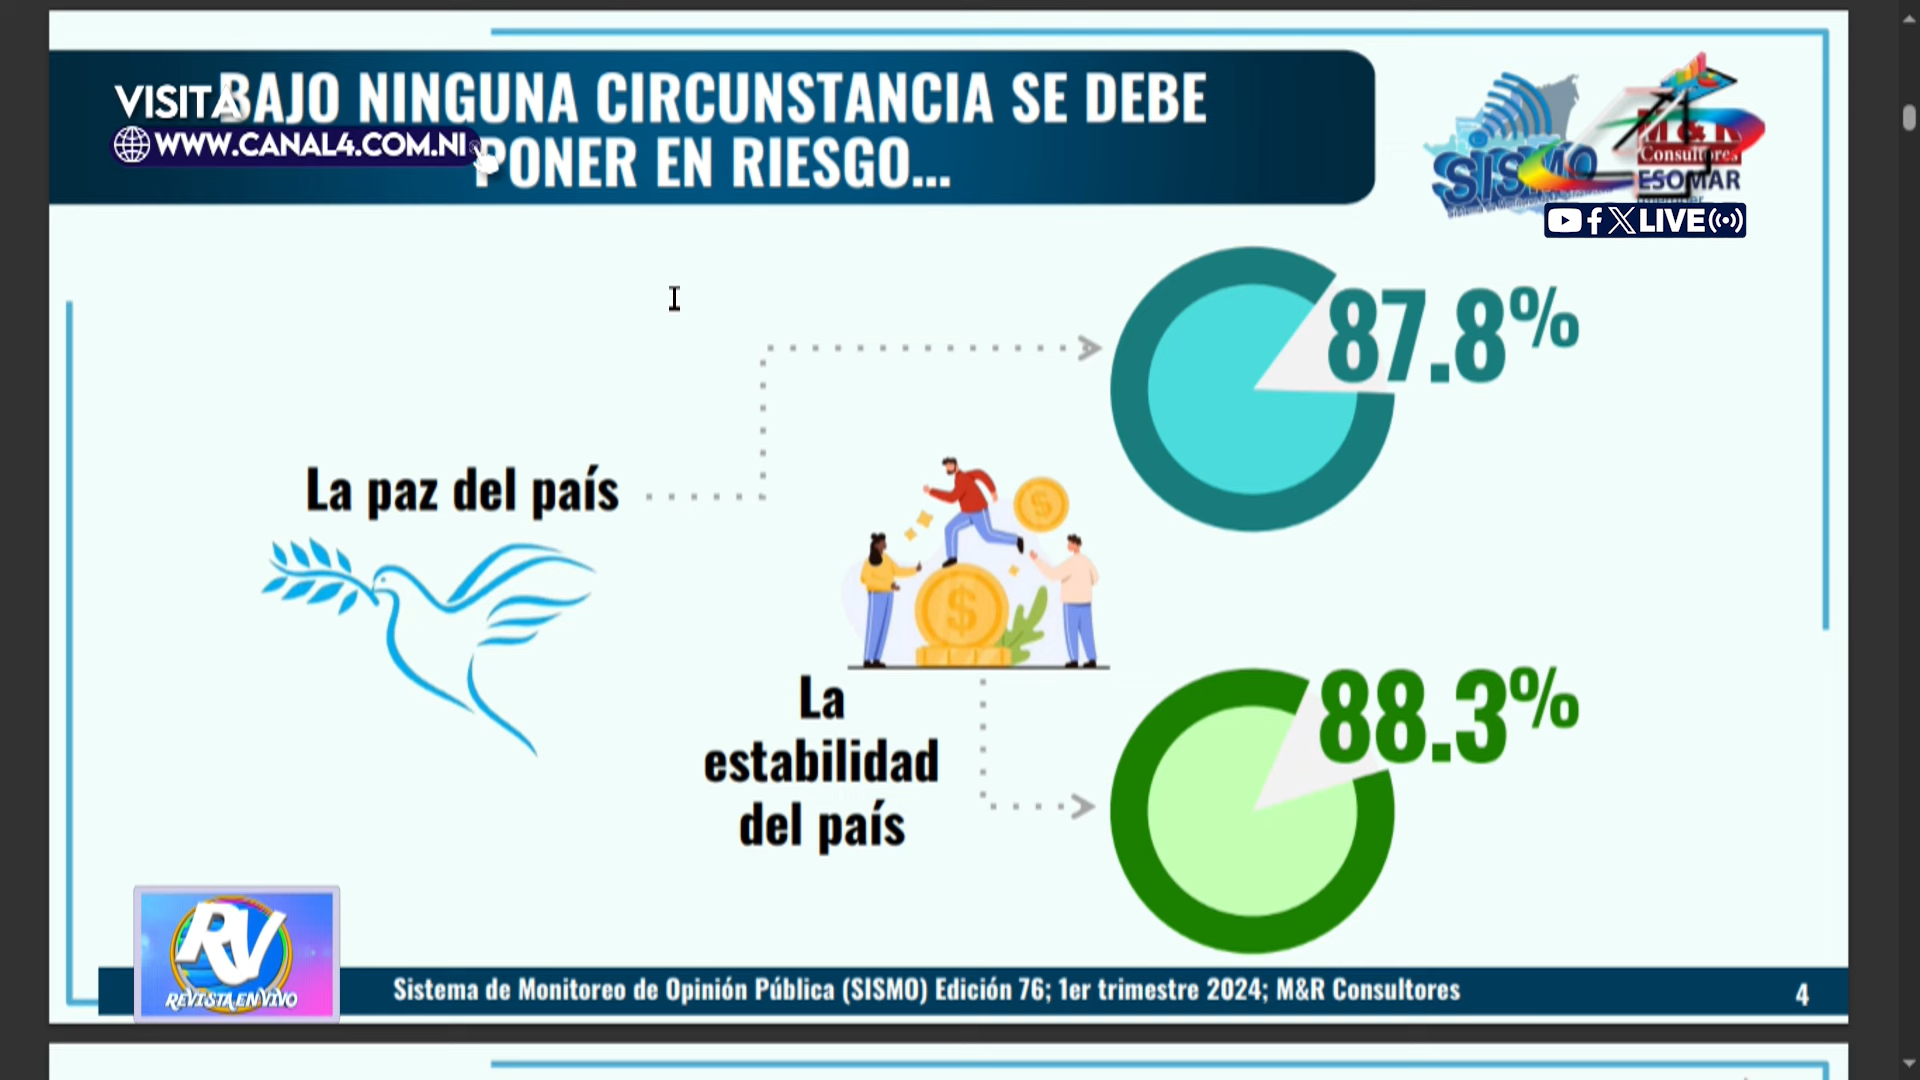 BAJO NINGUNA CIRCUNSTANCIA SE DEBE
PONER EN RIESGO...
VISITA
WWW.CANAL4.COM.NI
SISMO
M & R
Consultores
ESOMAR
4
LIVE
87.8%
La paz del país
$
$
88.3%
La
estabilidad
del país
RV
REVISTA EN VIVO
Sistema de Monitoreo de Opinión Pública (SISMO) Edición 76; 1er trimestre 2024; M&R Consultores
4